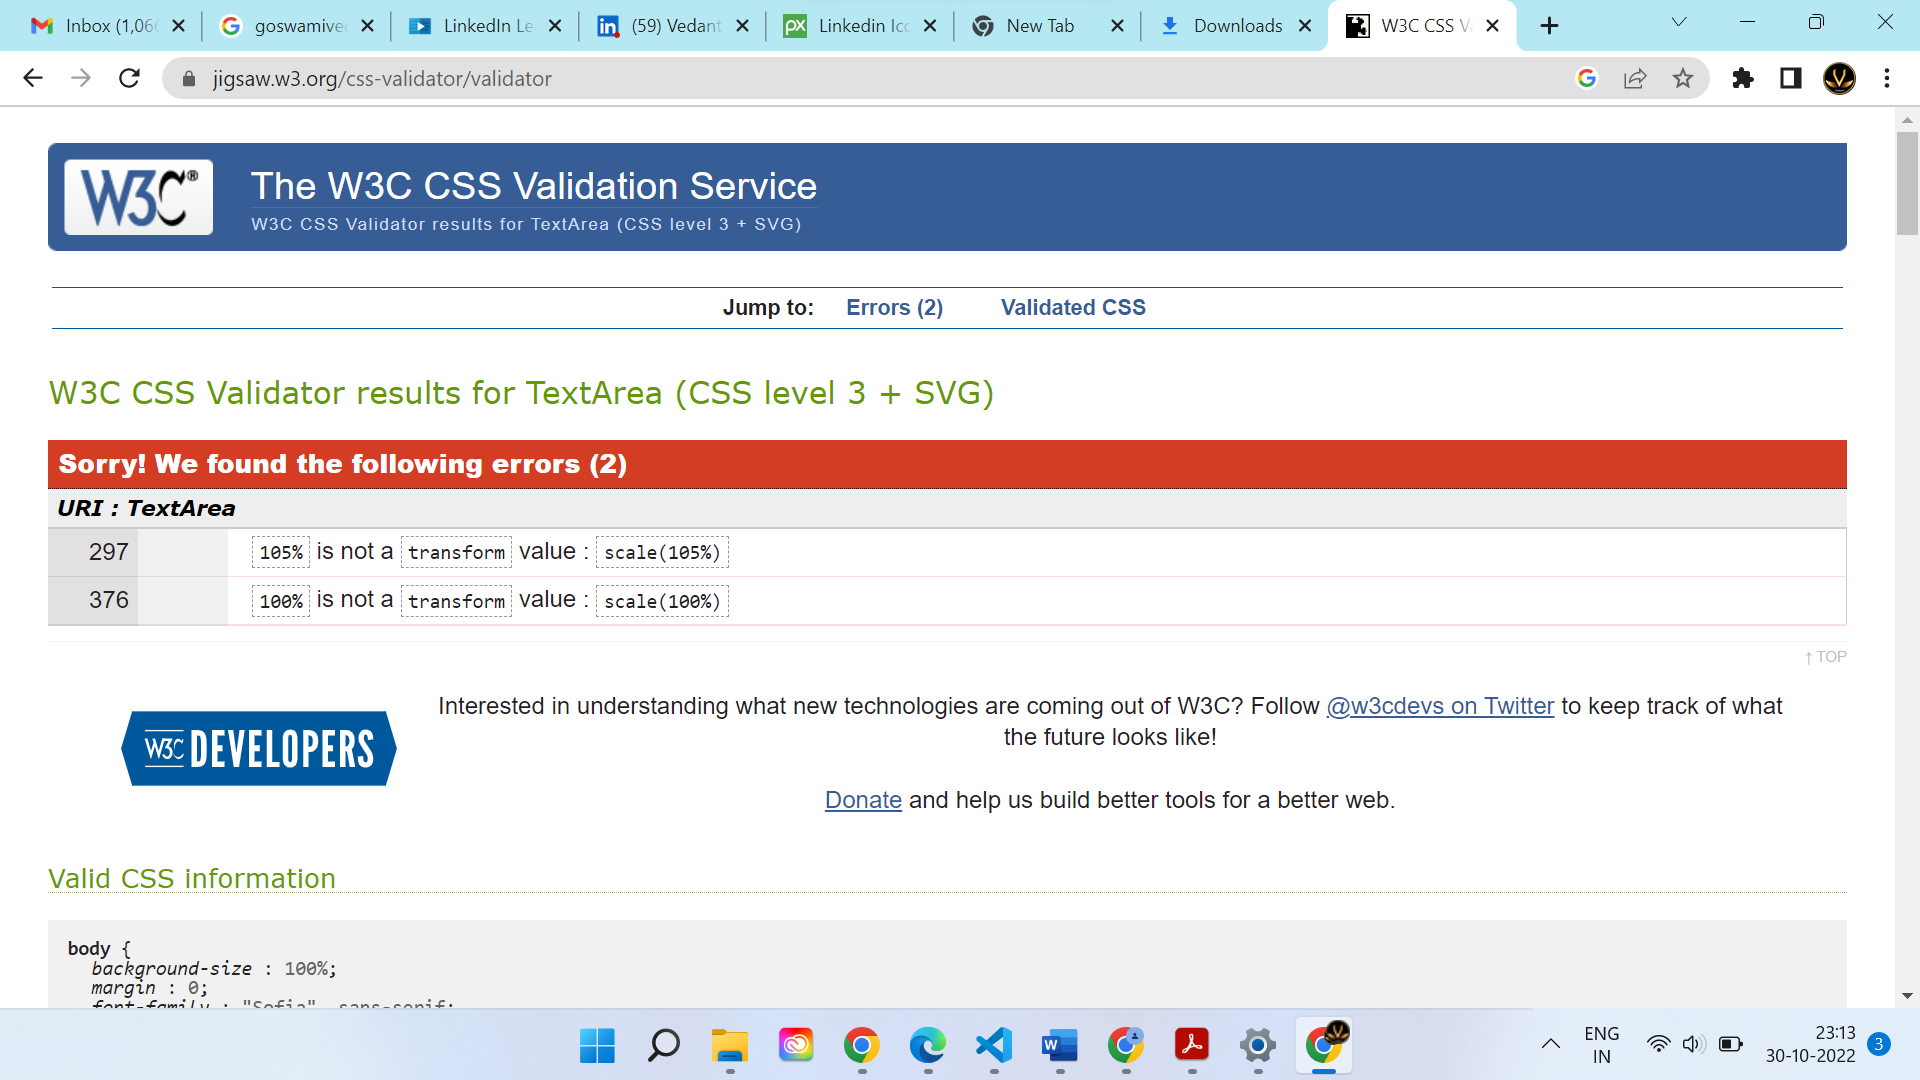 Inbox (1,06
goswamive
LinkedIn Le
(59) Vedant
Linkedin Ico
New Tab
Downloads
W3C CSS Va
jigsaw.w3.org/css-validator/validator
W3C®
The W3C CSS Validation Service
W3C CSS Validator results for TextArea (CSS level 3 + SVG)
Jump to: Errors (2) Validated CSS
W3C CSS Validator results for TextArea (CSS level 3 + SVG)
Sorry! We found the following errors (2)
URI : TextArea
297 105% is not a transform value : scale(105%)
376 100% is not a transform value : scale(100%)
↑ TOP
W3C DEVELOPERS
Interested in understanding what new technologies are coming out of W3C? Follow @w3cdevs on Twitter to keep track of what
the future looks like!
Donate and help us build better tools for a better web.
Valid CSS information
body {
background-size : 100%;
margin : 0;
font-family : "Sofia", sans-serif;
ENG
IN
23:13
30-10-2022
3